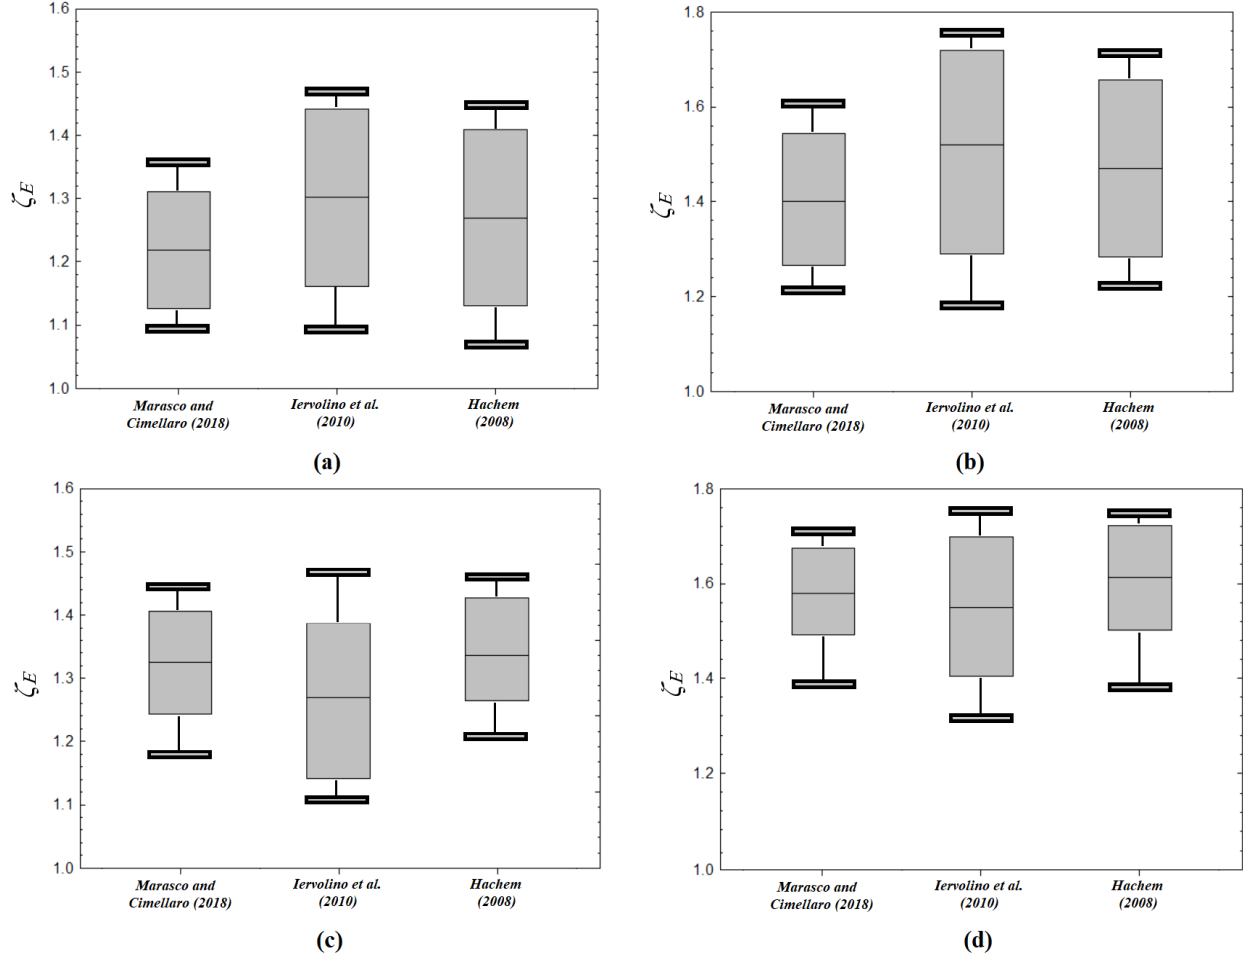 1.6
1.5
1.4
1.3
1.2
1.1
1.0
ζE
Marasco and
Cimellaro (2018)
Iervolino et al.
(2010)
Hachem
(2008)
(a)
1.8
1.6
1.4
1.2
1.0
ζE
Marasco and
Cimellaro (2018)
Iervolino et al.
(2010)
Hachem
(2008)
(b)
1.6
1.5
1.4
1.3
1.2
1.1
1.0
ζE
Marasco and
Cimellaro (2018)
Iervolino et al.
(2010)
Hachem
(2008)
(c)
1.8
1.6
1.4
1.2
1.0
ζE
Marasco and
Cimellaro (2018)
Iervolino et al.
(2010)
Hachem
(2008)
(d)